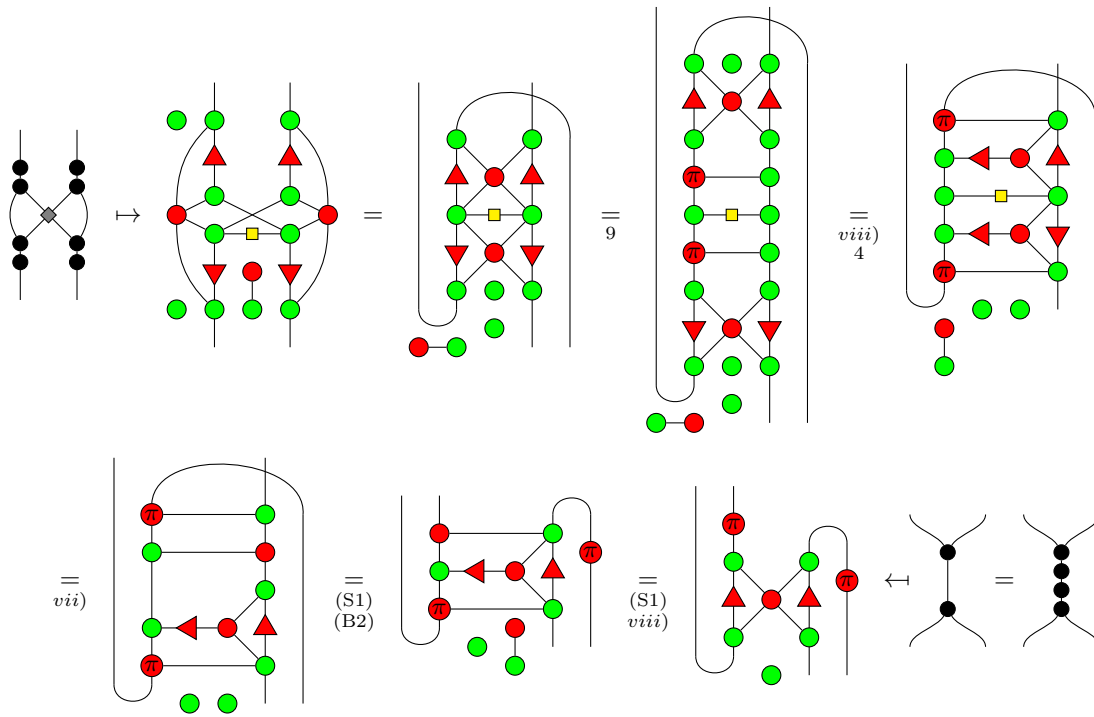 ↦ = = 9 = viii) 4
π π π π
= vii) = (S1) (B2) = (S1) viii) ↤ =
π π π π π π